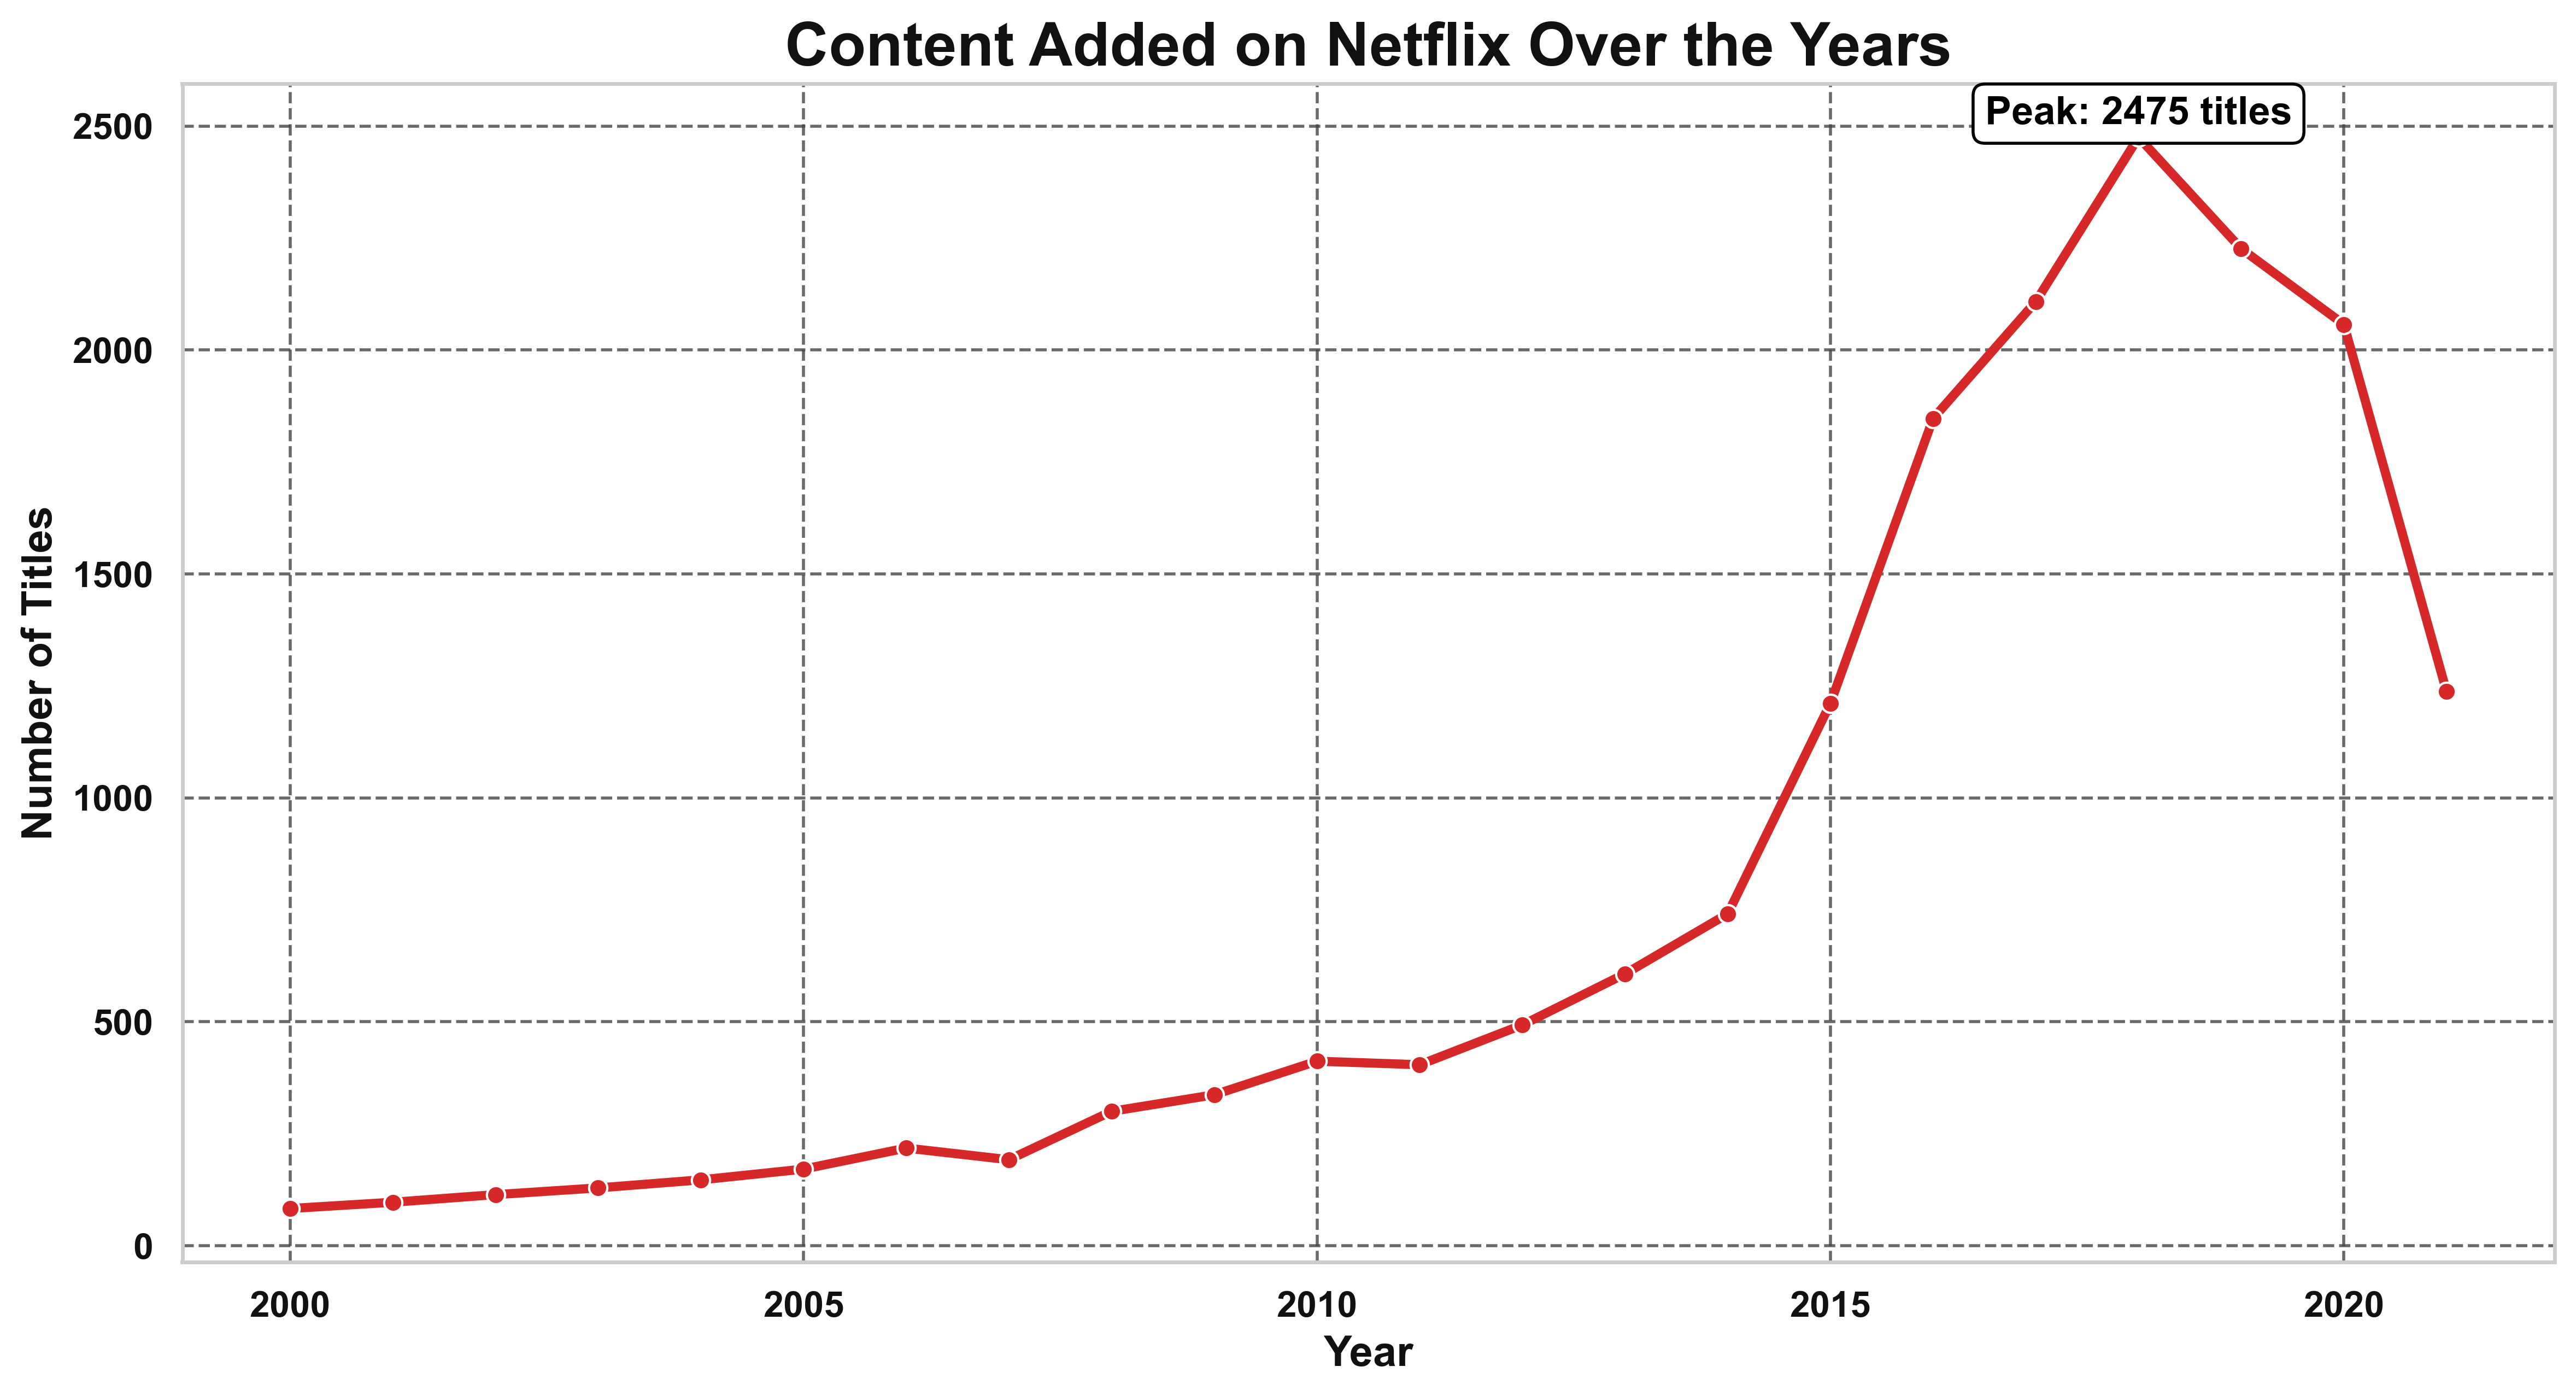 Content Added on Netflix Over the Years
Peak: 2475 titles
2500
2000
1500
1000
500
0
Number of Titles
2000
2005
2010
2015
2020
Year